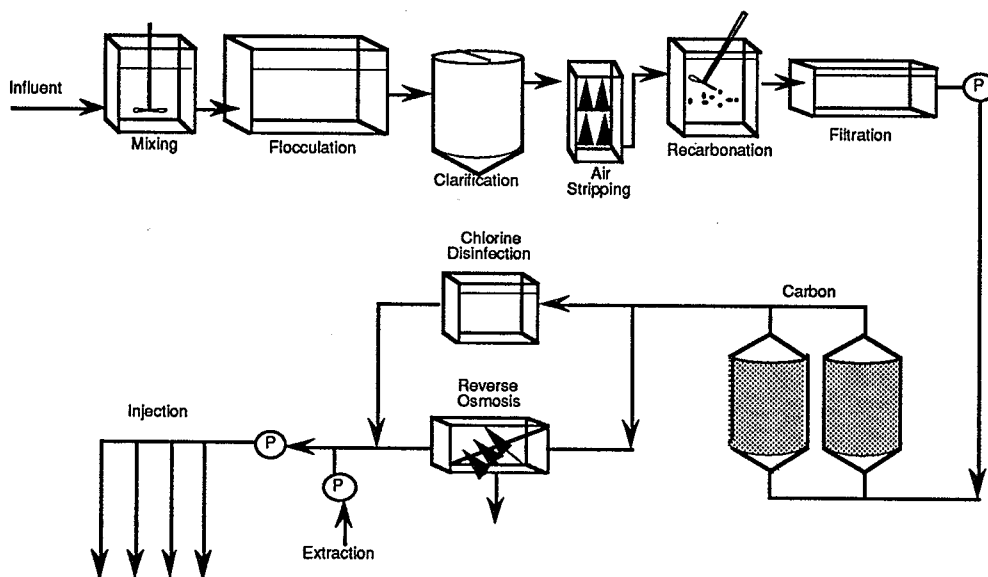 Influent
Mixing
Flocculation
Clarification
Air
Stripping
Recarbonation
Filtration
P
Chlorine
Disinfection
Carbon
Reverse
Osmosis
Injection
P
P
Extraction